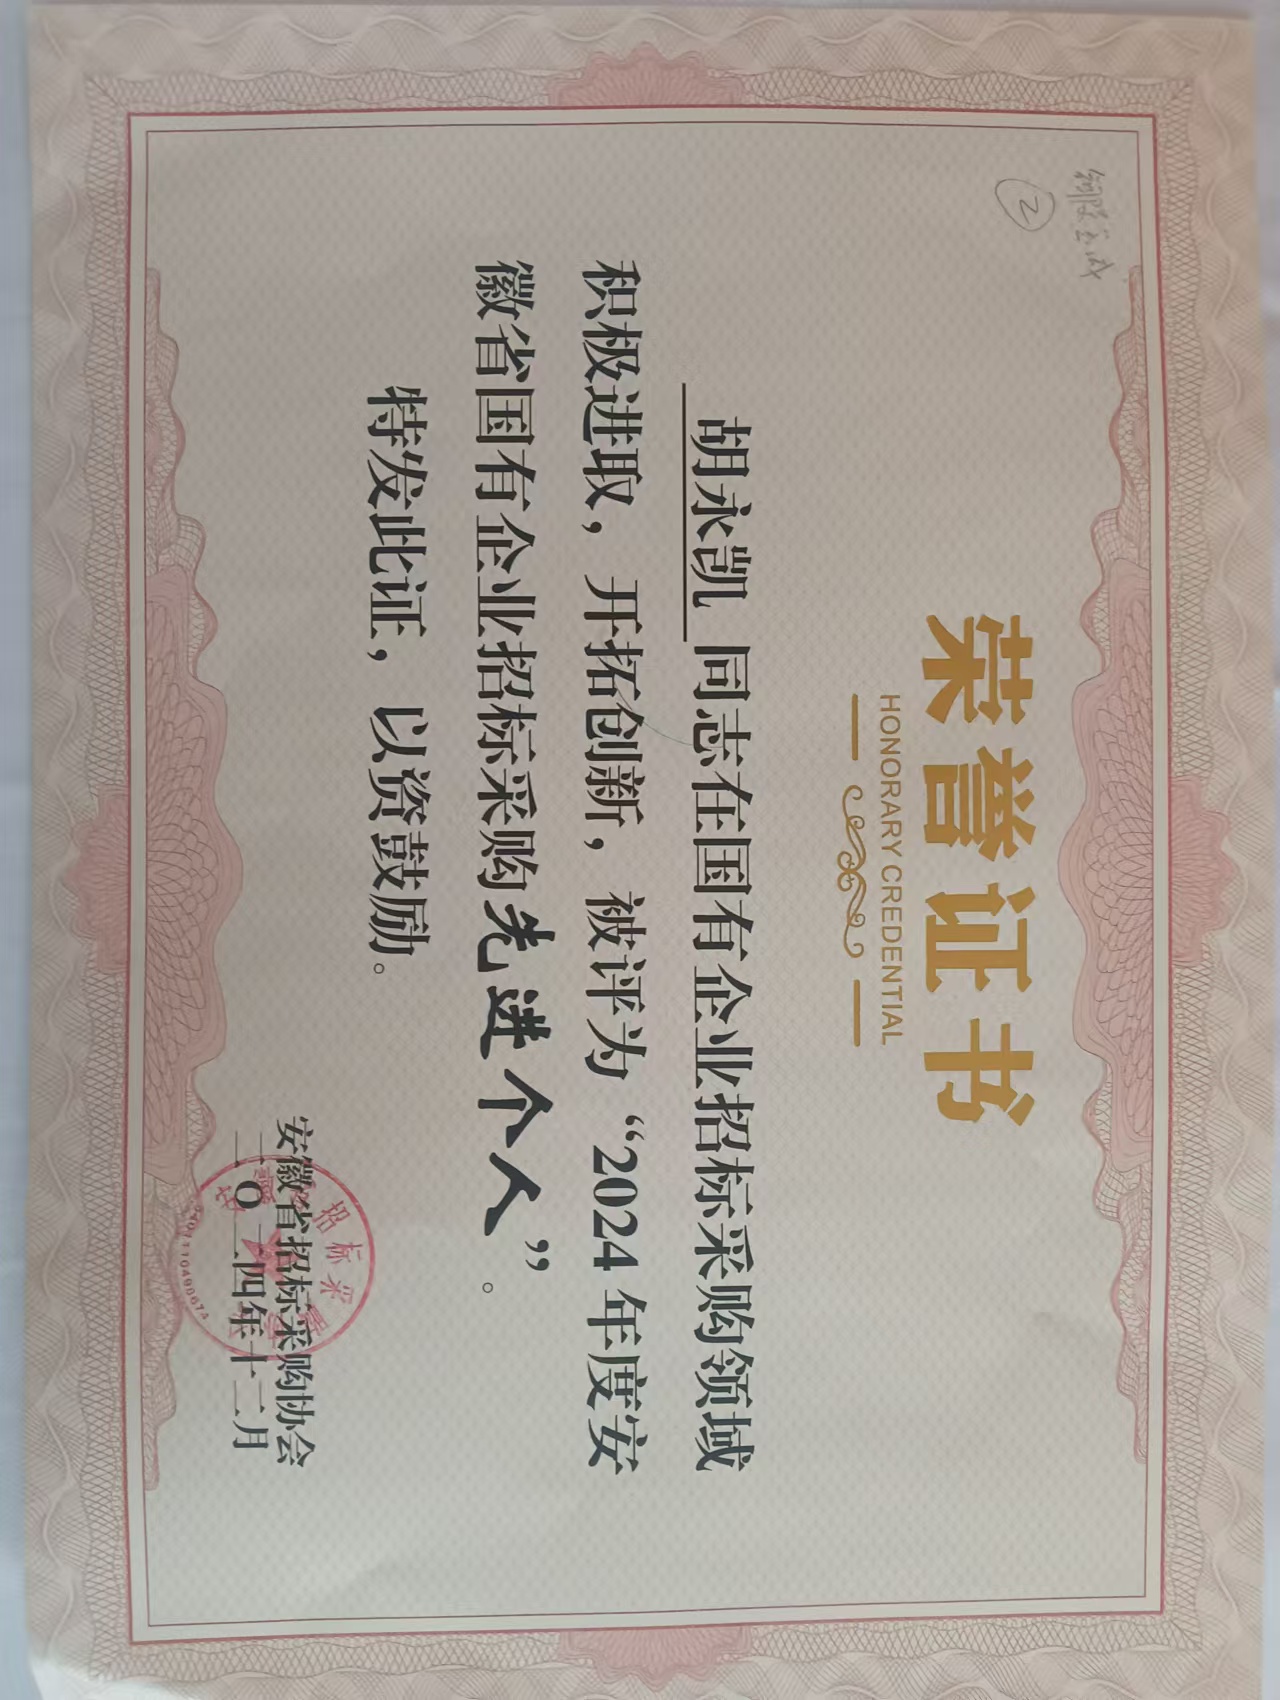 荣誉证书
HONORARY CREDENTIAL
胡永凯 同志在国有企业招标采购领域
积极进取，开拓创新，被评为“2024 年度安
徽省国有企业招标采购先进个人”。
特发此证，以资鼓励。
安徽省招标采购协会
二〇二四年十二月
②